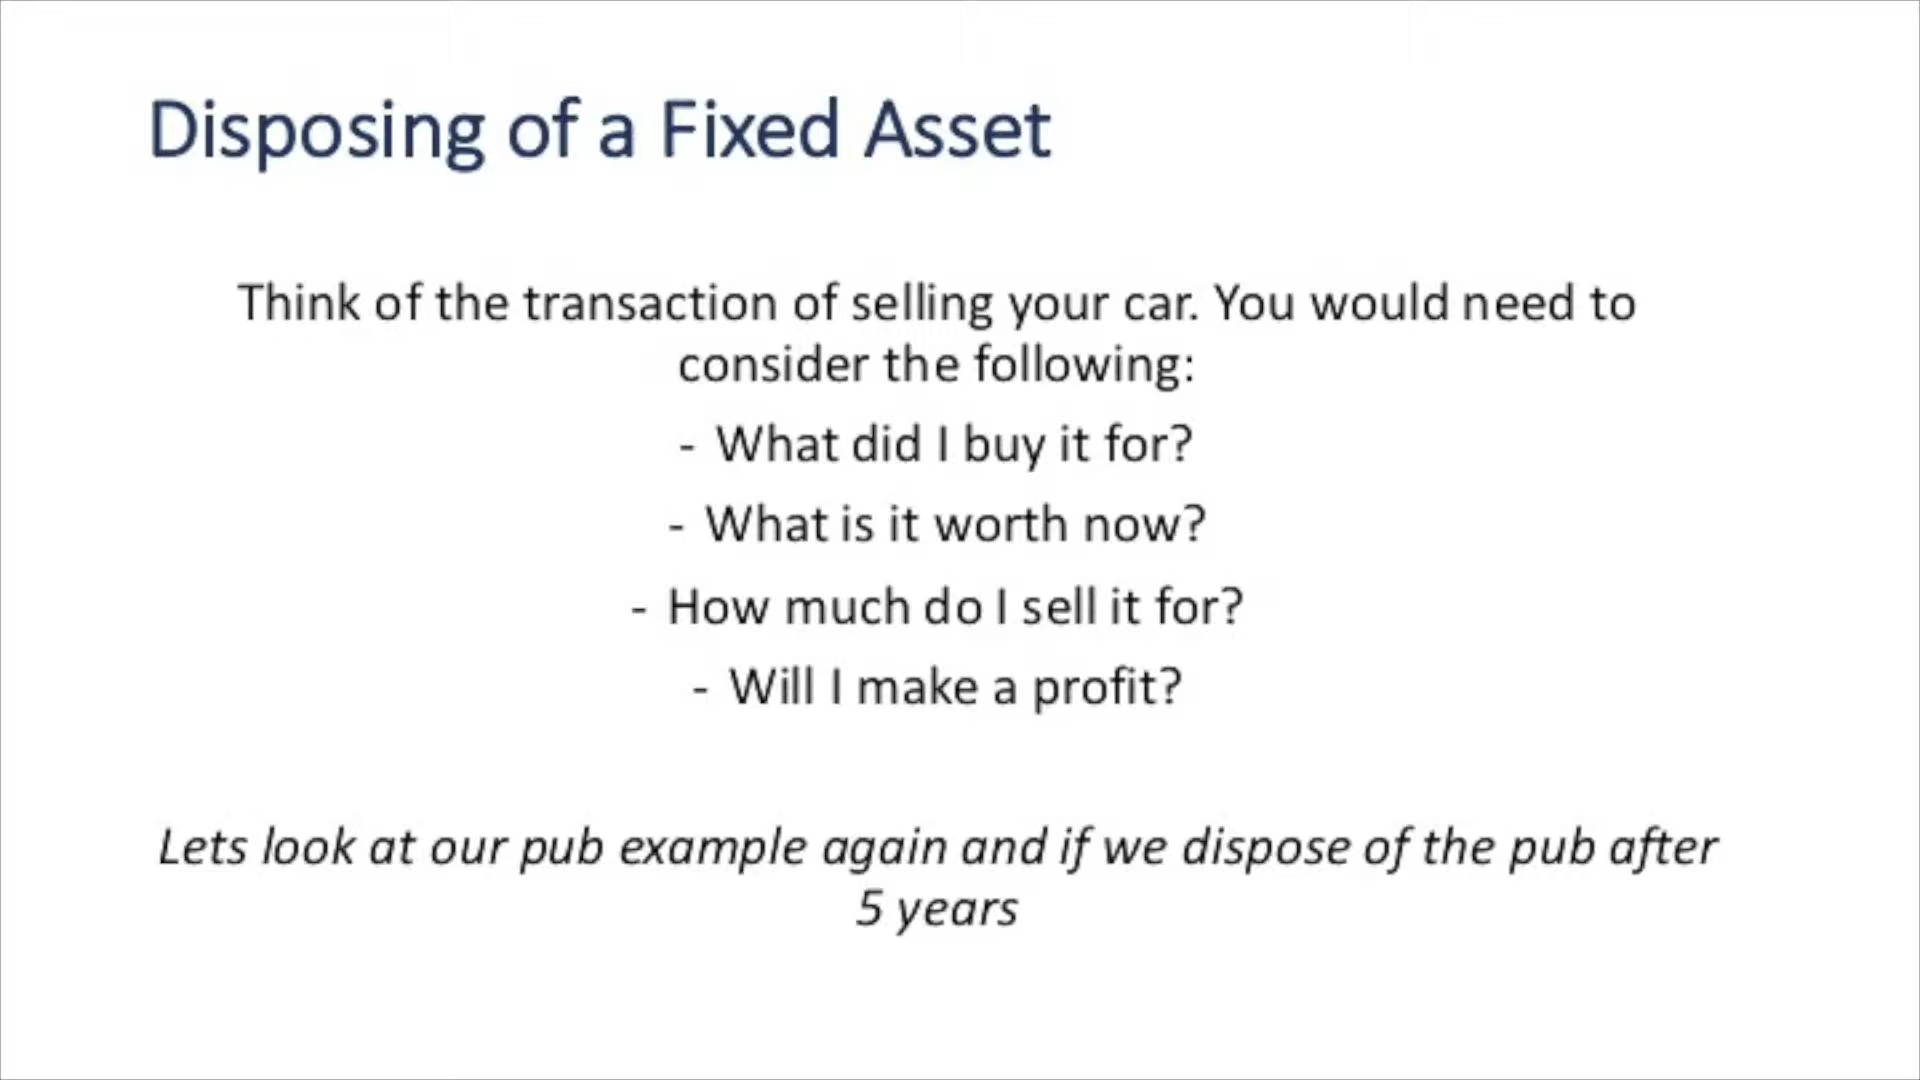 Disposing of a Fixed Asset
Think of the transaction of selling your car. You would need to
consider the following:
- What did I buy it for?
- What is it worth now?
- How much do I sell it for?
- Will I make a profit?
Lets look at our pub example again and if we dispose of the pub after
5 years